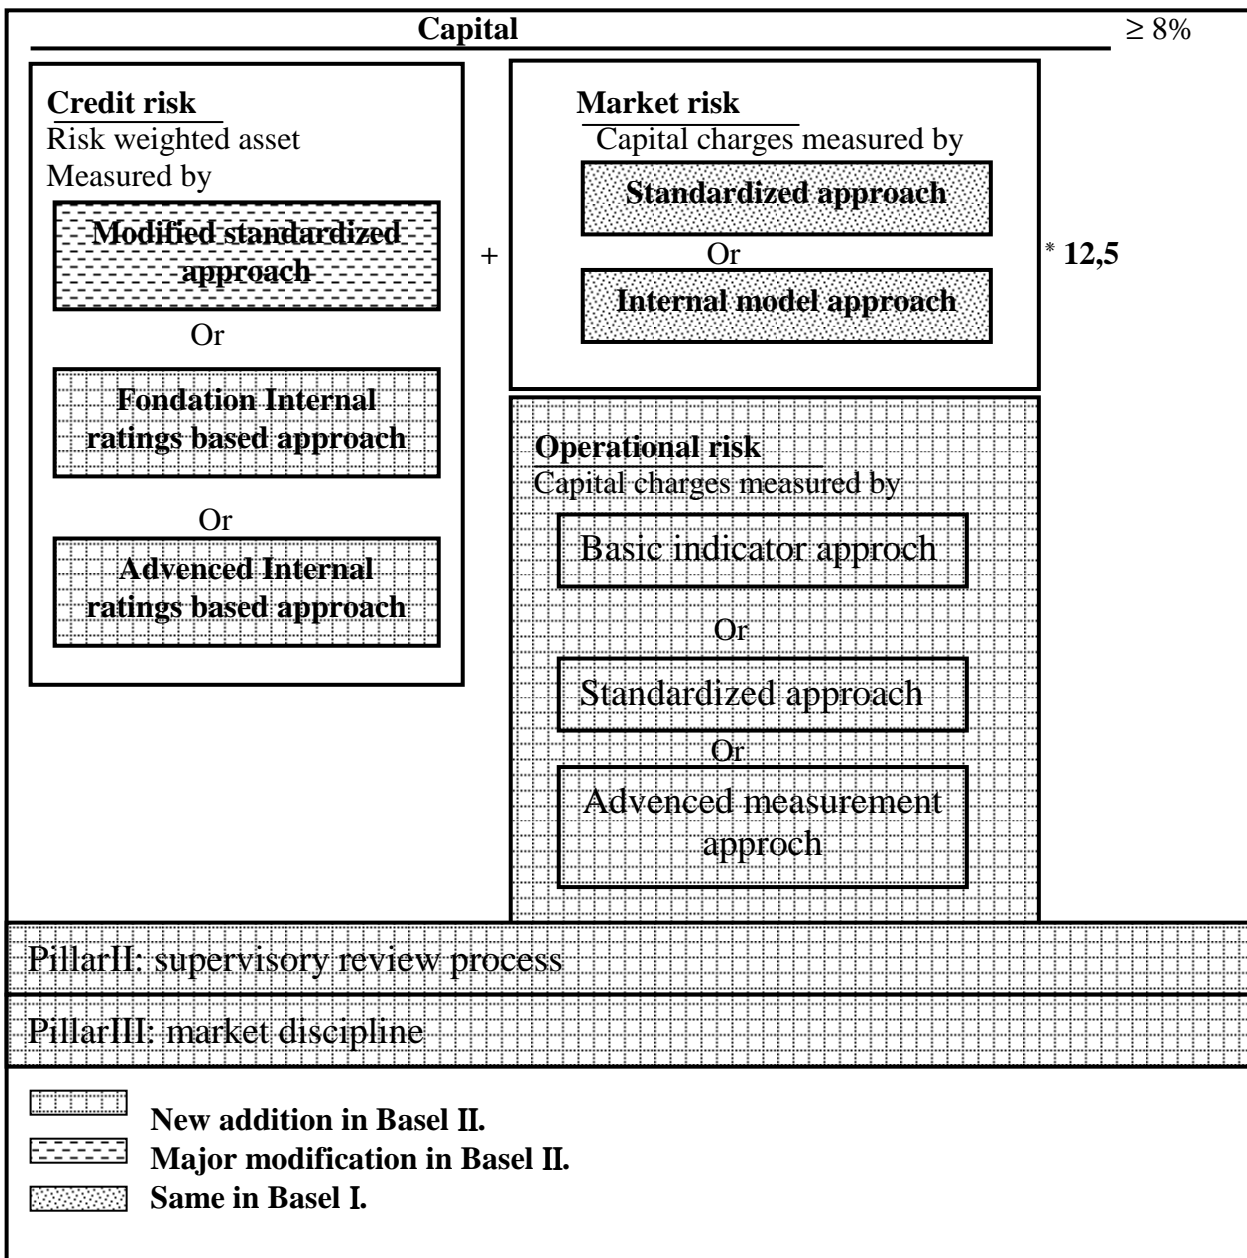 Capital
≥ 8%
Credit risk
Risk weighted asset
Measured by
Modified standardized
approach
Or
Fondation Internal
ratings based approach
Or
Advenced Internal
ratings based approach
+
Market risk
Capital charges measured by
Standardized approach
Or
Internal model approach
* 12,5
Operational risk
Capital charges measured by
Basic indicator approch
Or
Standardized approach
Or
Advenced measurement
approch
PillarII: supervisory review process
PillarIII: market discipline
New addition in Basel II.
Major modification in Basel II.
Same in Basel I.